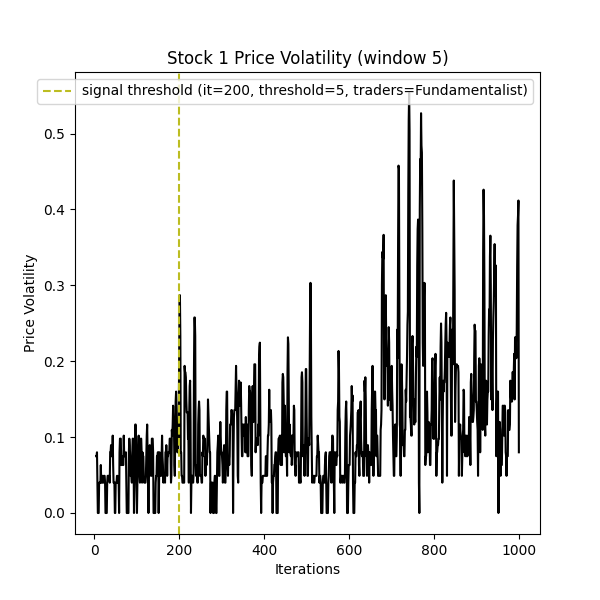 Stock 1 Price Volatility (window 5)
signal threshold (it=200, threshold=5, traders=Fundamentalist)
Price Volatility
0.5
0.4
0.3
0.2
0.1
0.0
0 200 400 600 800 1000
Iterations